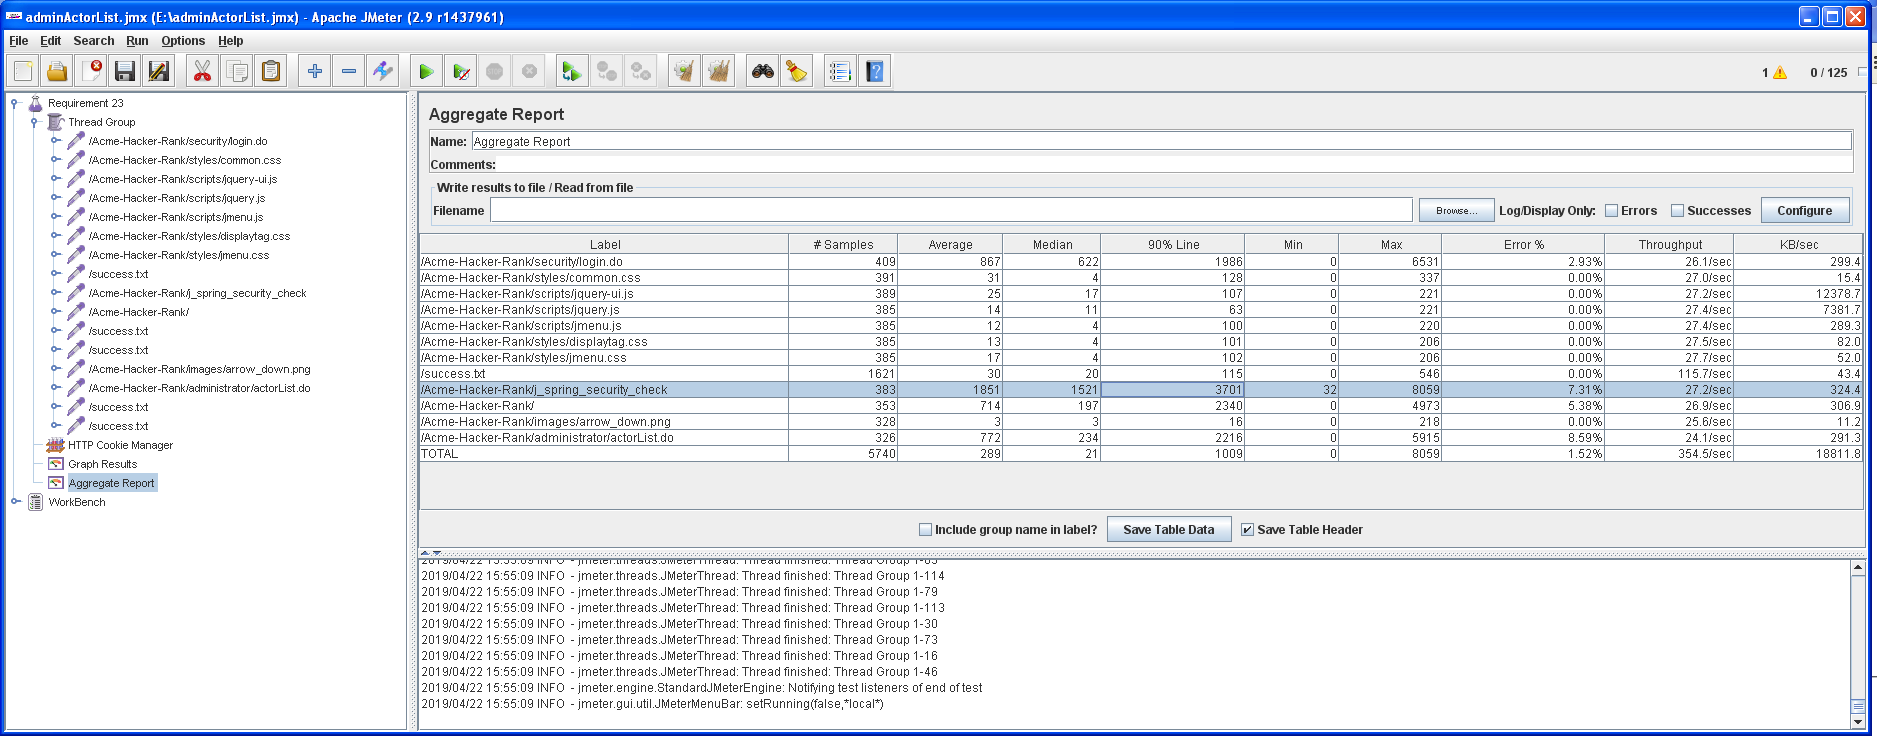 adminActorList.jmx (E:\adminActorList.jmx) - Apache JMeter (2.9 r1437961)
File Edit Search Run Options Help
1 0 / 125
Requirement 23
Thread Group
/Acme-Hacker-Rank/security/login.do
/Acme-Hacker-Rank/styles/common.css
/Acme-Hacker-Rank/scripts/jquery-ui.js
/Acme-Hacker-Rank/scripts/jquery.js
/Acme-Hacker-Rank/scripts/jmenu.js
/Acme-Hacker-Rank/styles/displaytag.css
/Acme-Hacker-Rank/styles/jmenu.css
/success.txt
/Acme-Hacker-Rank/j_spring_security_check
/Acme-Hacker-Rank/
/success.txt
/success.txt
/Acme-Hacker-Rank/images/arrow_down.png
/Acme-Hacker-Rank/administrator/actorList.do
/success.txt
/success.txt
HTTP Cookie Manager
Graph Results
Aggregate Report
WorkBench
Aggregate Report
Name: Aggregate Report
Comments:
Write results to file / Read from file
Filename Browse... Log/Display Only: Errors Successes Configure
Label # Samples Average Median 90% Line Min Max Error % Throughput KB/sec
/Acme-Hacker-Rank/security/login.do 409 867 622 1986 0 6531 2.93% 26.1/sec 299.4
/Acme-Hacker-Rank/styles/common.css 391 31 4 128 0 337 0.00% 27.0/sec 15.4
/Acme-Hacker-Rank/scripts/jquery-ui.js 389 25 17 107 0 221 0.00% 27.2/sec 12378.7
/Acme-Hacker-Rank/scripts/jquery.js 385 14 11 63 0 221 0.00% 27.4/sec 7381.7
/Acme-Hacker-Rank/scripts/jmenu.js 385 12 4 100 0 220 0.00% 27.4/sec 289.3
/Acme-Hacker-Rank/styles/displaytag.css 385 13 4 101 0 206 0.00% 27.5/sec 82.0
/Acme-Hacker-Rank/styles/jmenu.css 385 17 4 102 0 206 0.00% 27.7/sec 52.0
/success.txt 1621 30 20 115 0 546 0.00% 115.7/sec 43.4
/Acme-Hacker-Rank/j_spring_security_check 383 1851 1521 3701 32 8059 7.31% 27.2/sec 324.4
/Acme-Hacker-Rank/ 353 714 197 2340 0 4973 5.38% 26.9/sec 306.9
/Acme-Hacker-Rank/images/arrow_down.png 328 3 3 16 0 218 0.00% 25.6/sec 11.2
/Acme-Hacker-Rank/administrator/actorList.do 326 772 234 2216 0 5915 8.59% 24.1/sec 291.3
TOTAL 5740 289 21 1009 0 8059 1.52% 354.5/sec 18811.8
Include group name in label? Save Table Data Save Table Header
2019/04/22 15:55:09 INFO - jmeter.threads.JMeterThread: Thread finished: Thread Group 1-114
2019/04/22 15:55:09 INFO - jmeter.threads.JMeterThread: Thread finished: Thread Group 1-79
2019/04/22 15:55:09 INFO - jmeter.threads.JMeterThread: Thread finished: Thread Group 1-113
2019/04/22 15:55:09 INFO - jmeter.threads.JMeterThread: Thread finished: Thread Group 1-30
2019/04/22 15:55:09 INFO - jmeter.threads.JMeterThread: Thread finished: Thread Group 1-73
2019/04/22 15:55:09 INFO - jmeter.threads.JMeterThread: Thread finished: Thread Group 1-16
2019/04/22 15:55:09 INFO - jmeter.threads.JMeterThread: Thread finished: Thread Group 1-46
2019/04/22 15:55:09 INFO - jmeter.engine.StandardJMeterEngine: Notifying test listeners of end of test
2019/04/22 15:55:09 INFO - jmeter.gui.util.JMeterMenuBar: setRunning(false,*local*)